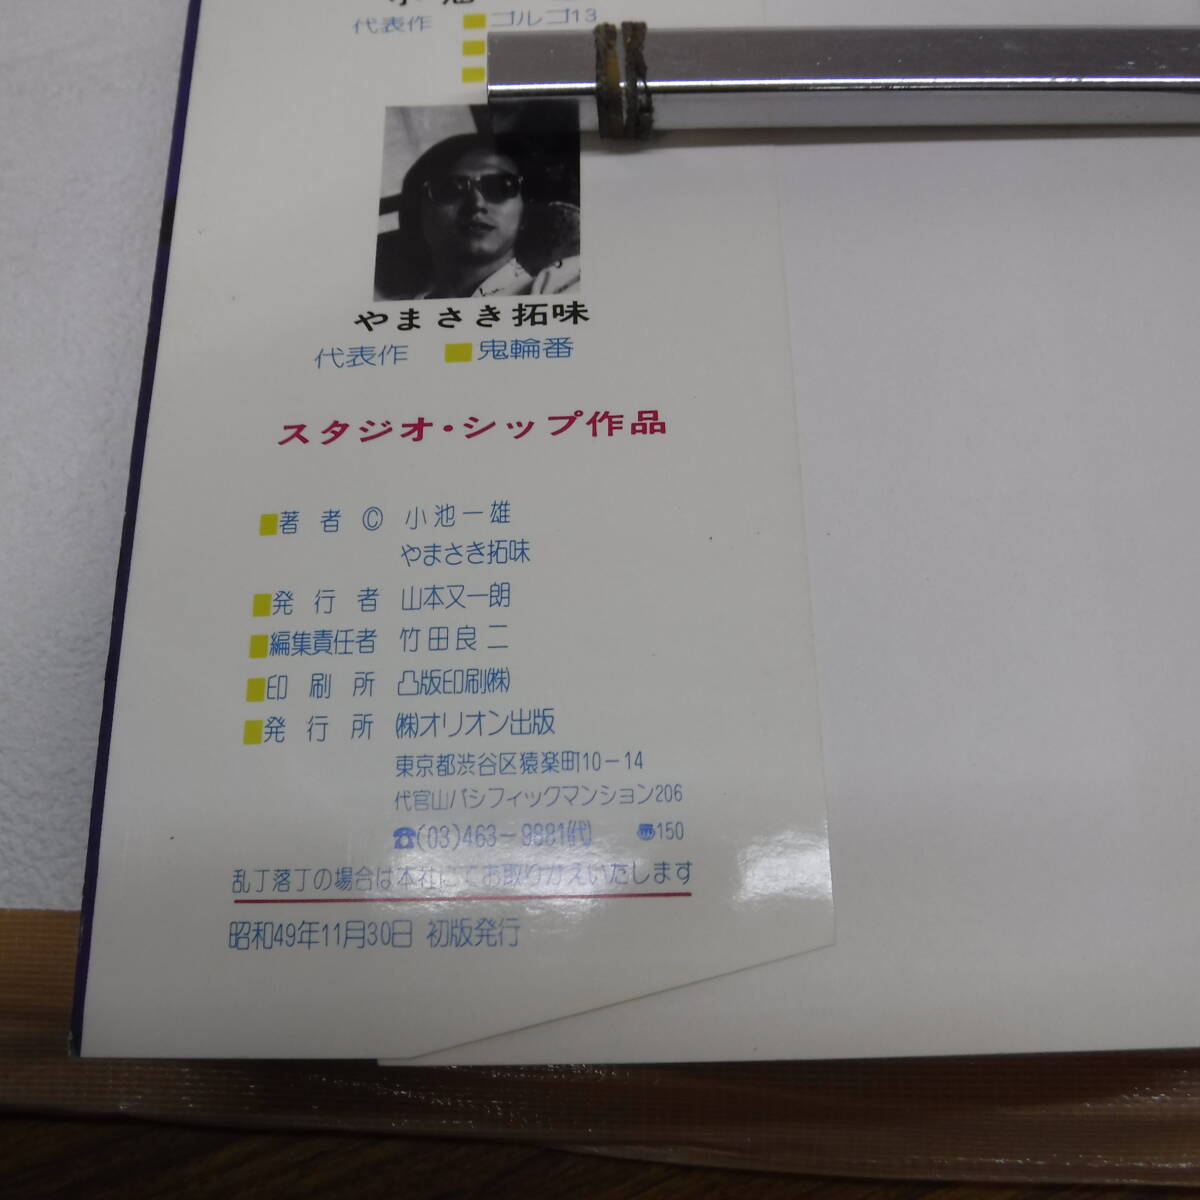 小池
代表作 ■ゴルゴ13
やまさき拓味
代表作 ■鬼輪番
スタジオ・シップ作品
■著者 © 小池一雄
やまさき拓味
■発行者 山本又一朗
■編集責任者 竹田良二
■印刷所 凸版印刷㈱
■発行所 ㈱オリオン出版
東京都渋谷区猿楽町10−14
代官山パシフィックマンション206
☎(03)463−9881㈹ 〠150
乱丁落丁の場合は本社にてお取りかえいたします
昭和49年11月30日 初版発行